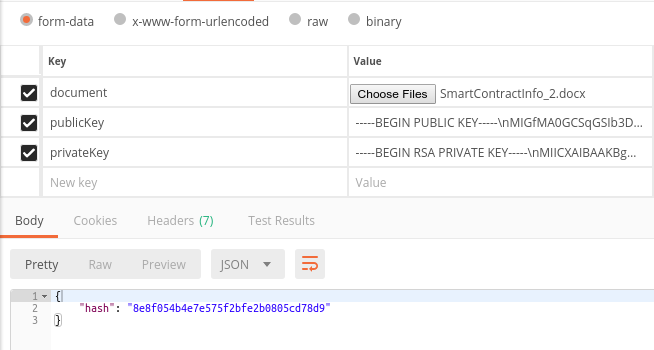 form-data x-www-form-urlencoded raw binary
Key Value
document Choose Files SmartContractInfo_2.docx
publicKey -----BEGIN PUBLIC KEY-----\nMIGfMA0GCSqGSIb3D...
privateKey -----BEGIN RSA PRIVATE KEY-----\nMIICXAIBAAKBg...
New key Value
Body Cookies Headers (7) Test Results
Pretty Raw Preview JSON
1 {
2 "hash": "8e8f054b4e7e575f2bfe2b0805cd78d9"
3 }